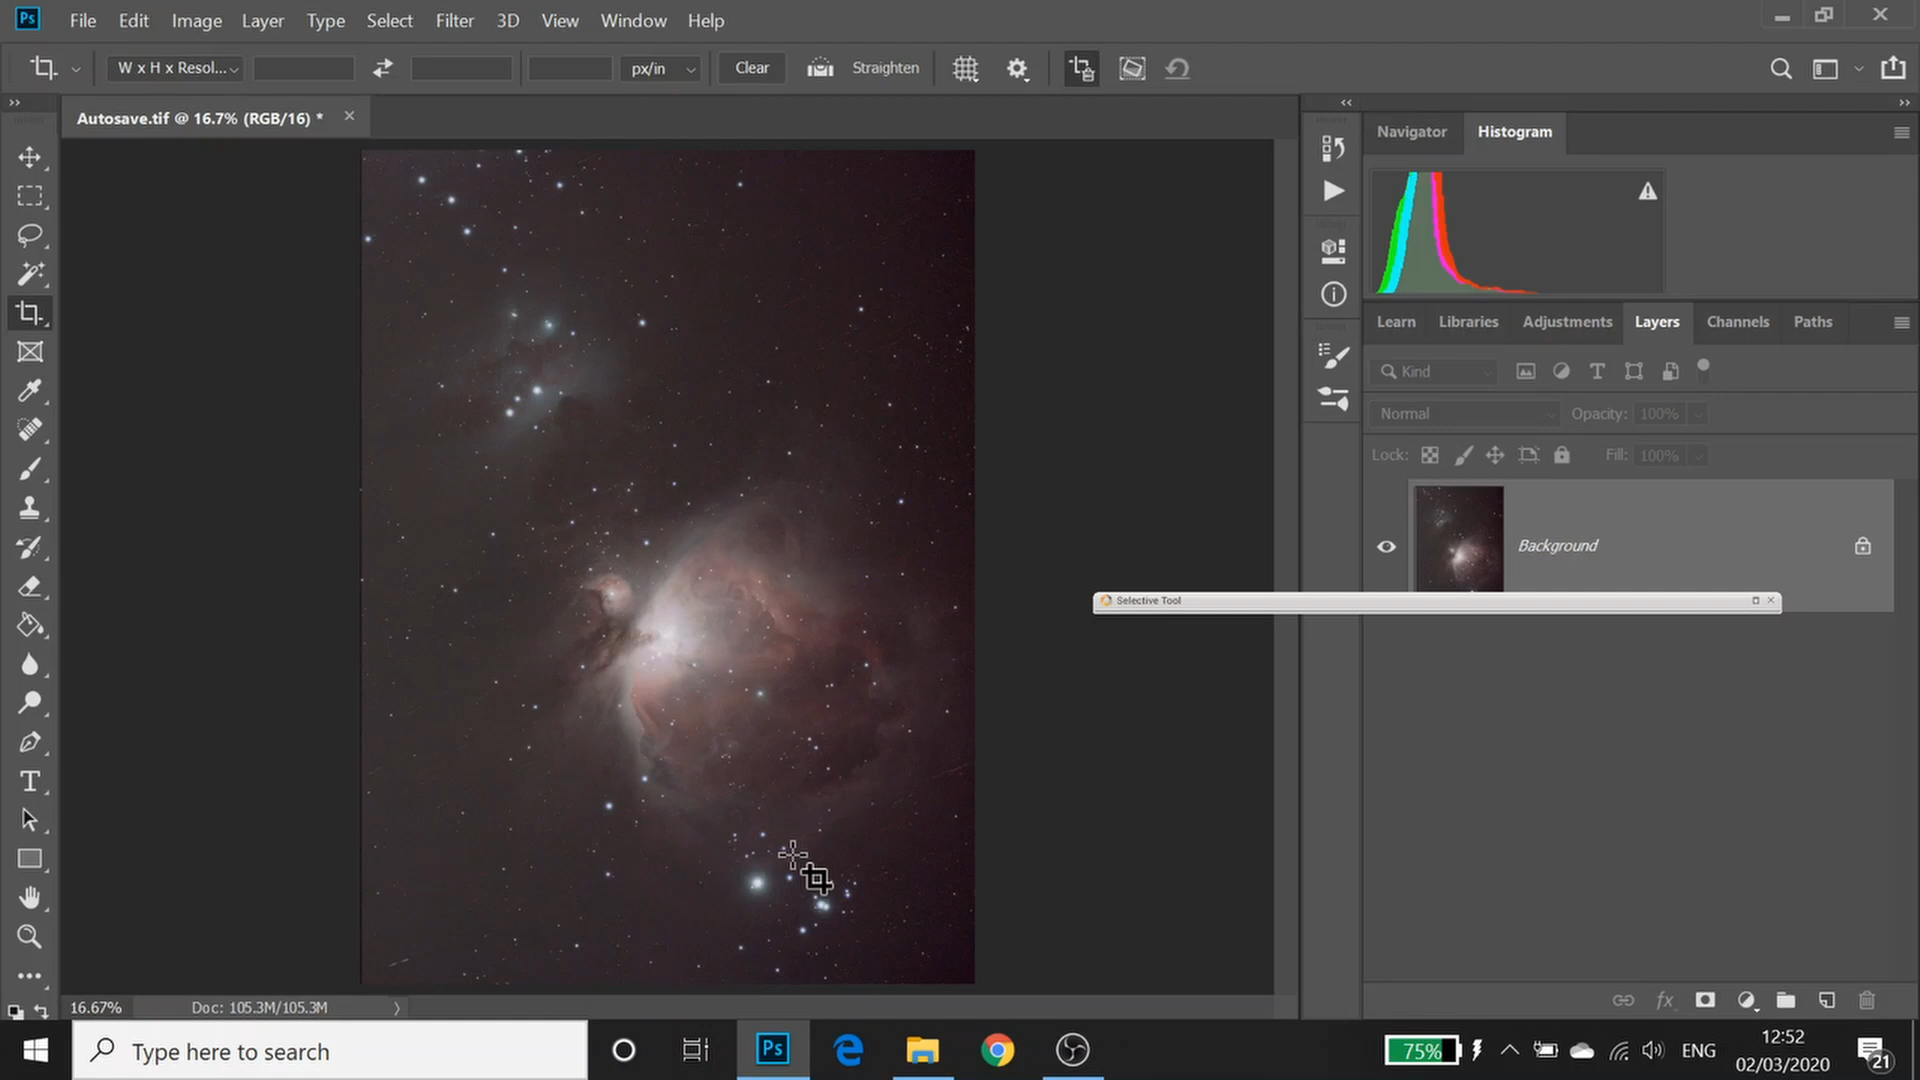 Ps File Edit Image Layer Type Select Filter 3D View Window Help
W x H x Resol... px/in Clear Straighten
Autosave.tif @ 16.7% (RGB/16) *
Navigator Histogram
Learn Libraries Adjustments Layers Channels Paths
Kind
Normal Opacity: 100%
Lock: Fill: 100%
Background
Selective Tool
16.67% Doc: 105.3M/105.3M
Type here to search
Ps
75%
ENG
12:52
02/03/2020
21